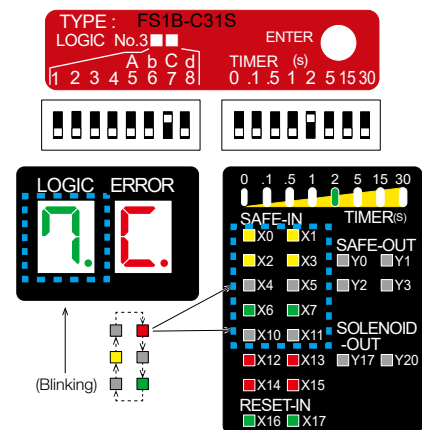 TYPE : FS1B-C31S
LOGIC No.3■■
ENTER
A b C d
TIMER (s)
1 2 3 4 5 6 7 8
0 .1 .5 1 2 5 15 30
LOGIC ERROR
7. C.
(Blinking)
0 .1 .5 1 2 5 15 30
SAFE-IN
TIMER(S)
X0 X1
SAFE-OUT
X2 X3
Y0 Y1
X4 X5
Y2 Y3
X6 X7
X10 X11
SOLENOID
-OUT
X12 X13
Y17 Y20
X14 X15
RESET-IN
X16 X17